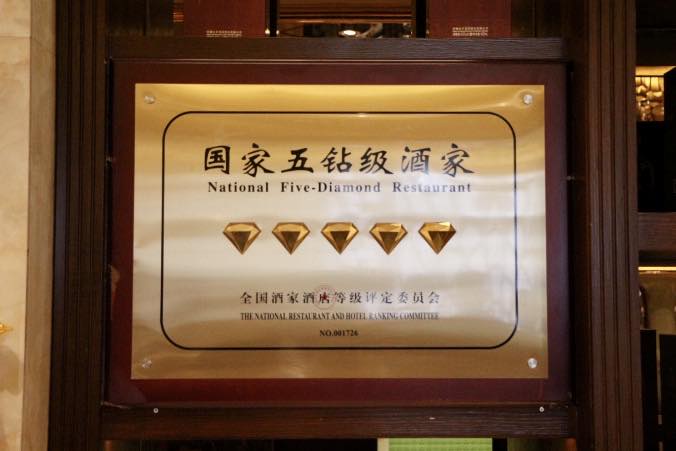 国家五钻级酒家
National Five-Diamond Restaurant
全国酒家酒店等级评定委员会
THE NATIONAL RESTAURANT AND HOTEL RANKING COMMITTEE
NO.001726